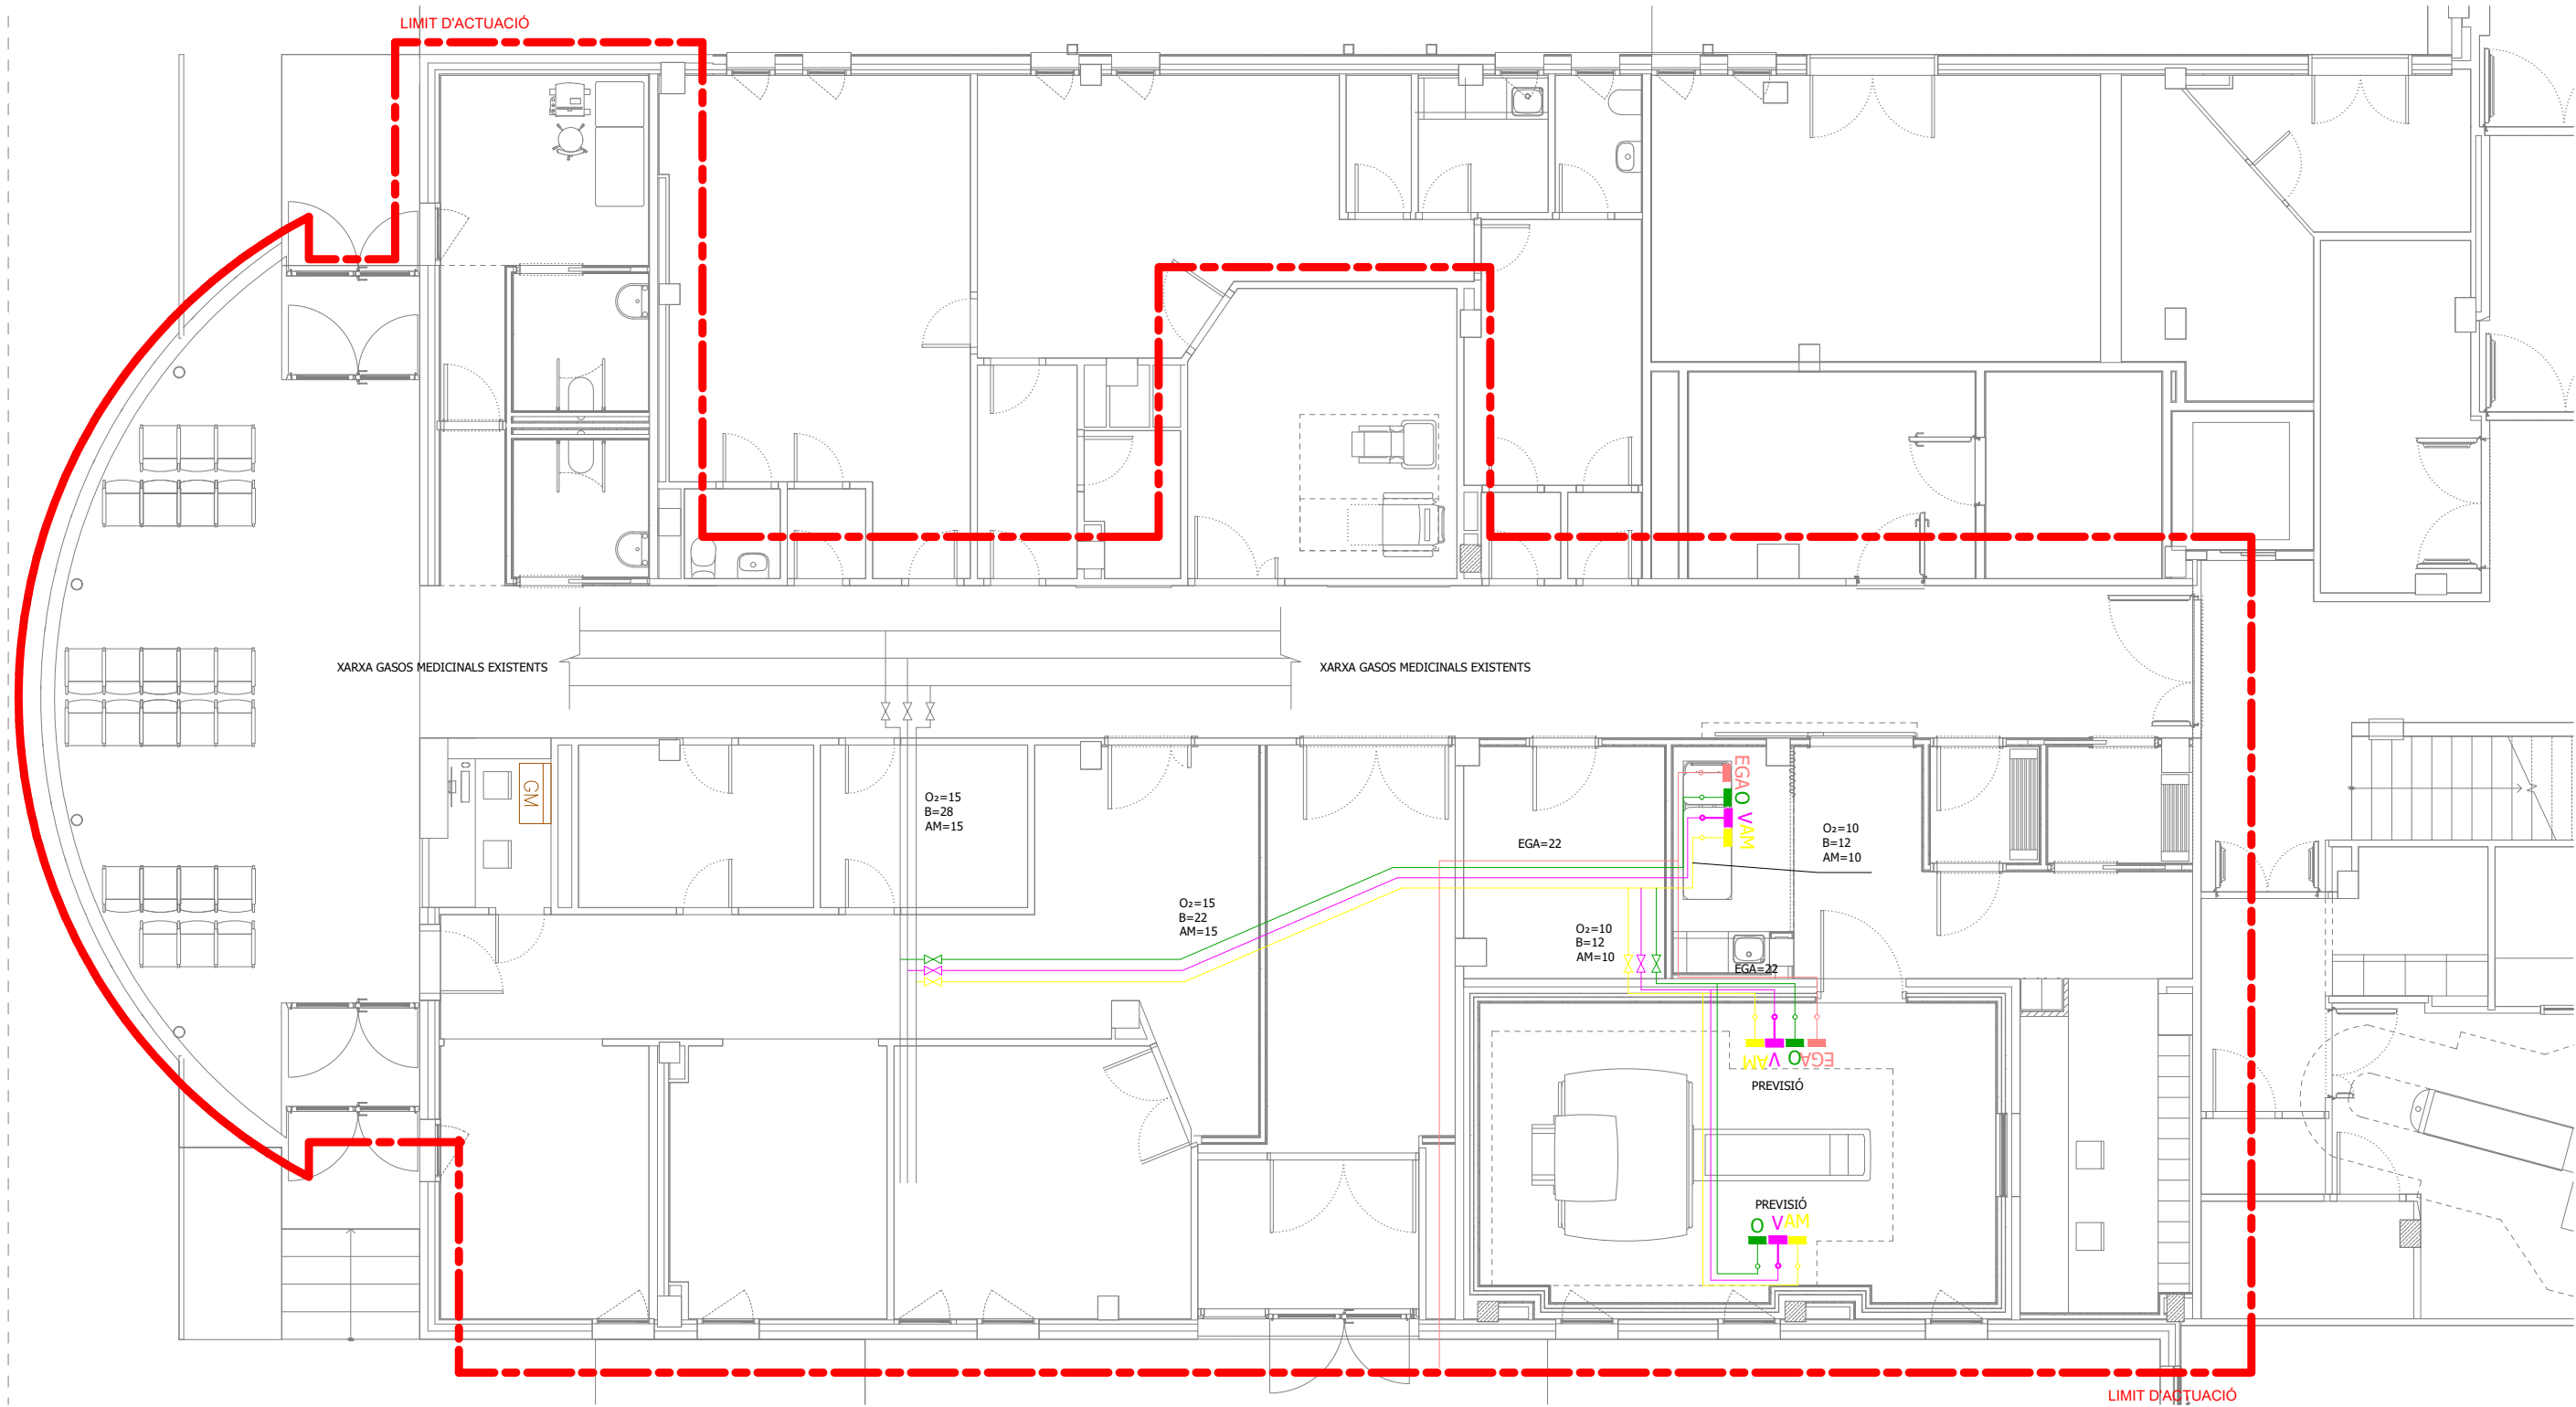 LIMIT D'ACTUACIÓ
XARXA GASOS MEDICINALS EXISTENTS
XARXA GASOS MEDICINALS EXISTENTS
GM
O₂=15
B=28
AM=15
EGA
O
V
AM
EGA=22
O₂=10
B=12
AM=10
O₂=15
B=22
AM=15
O₂=10
B=12
AM=10
EGA=22
AM
V
O
EGA
PREVISIÓ
PREVISIÓ
O
V
AM
LIMIT D'ACTUACIÓ